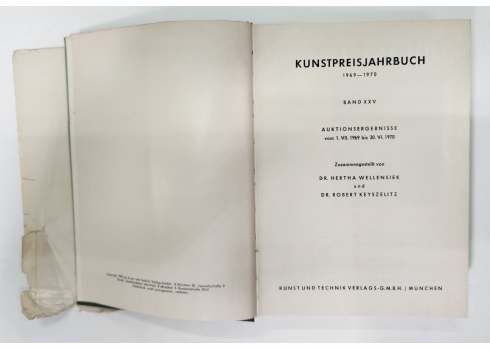 KUNSTPREISJAHRBUCH
1969—1970
BAND XXV
AUKTIONSERGEBNISSE
vom 1. VII. 1969 bis 30. VI. 1970
Zusammengestellt von
DR. HERTHA WELLENSIEK
und
DR. ROBERT KEYSZELITZ
KUNST UND TECHNIK VERLAGS-G.M.B.H. / MÜNCHEN